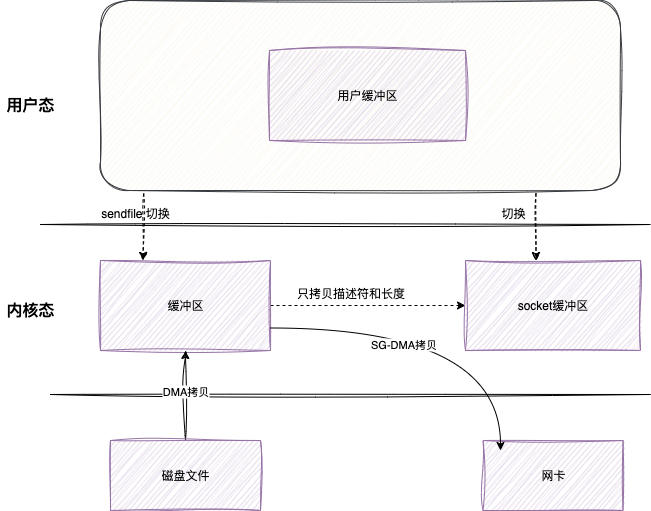 用户缓冲区
用户态
sendfile 切换
切换
只拷贝描述符和长度
缓冲区
socket缓冲区
内核态
SG-DMA拷贝
DMA拷贝
磁盘文件
网卡